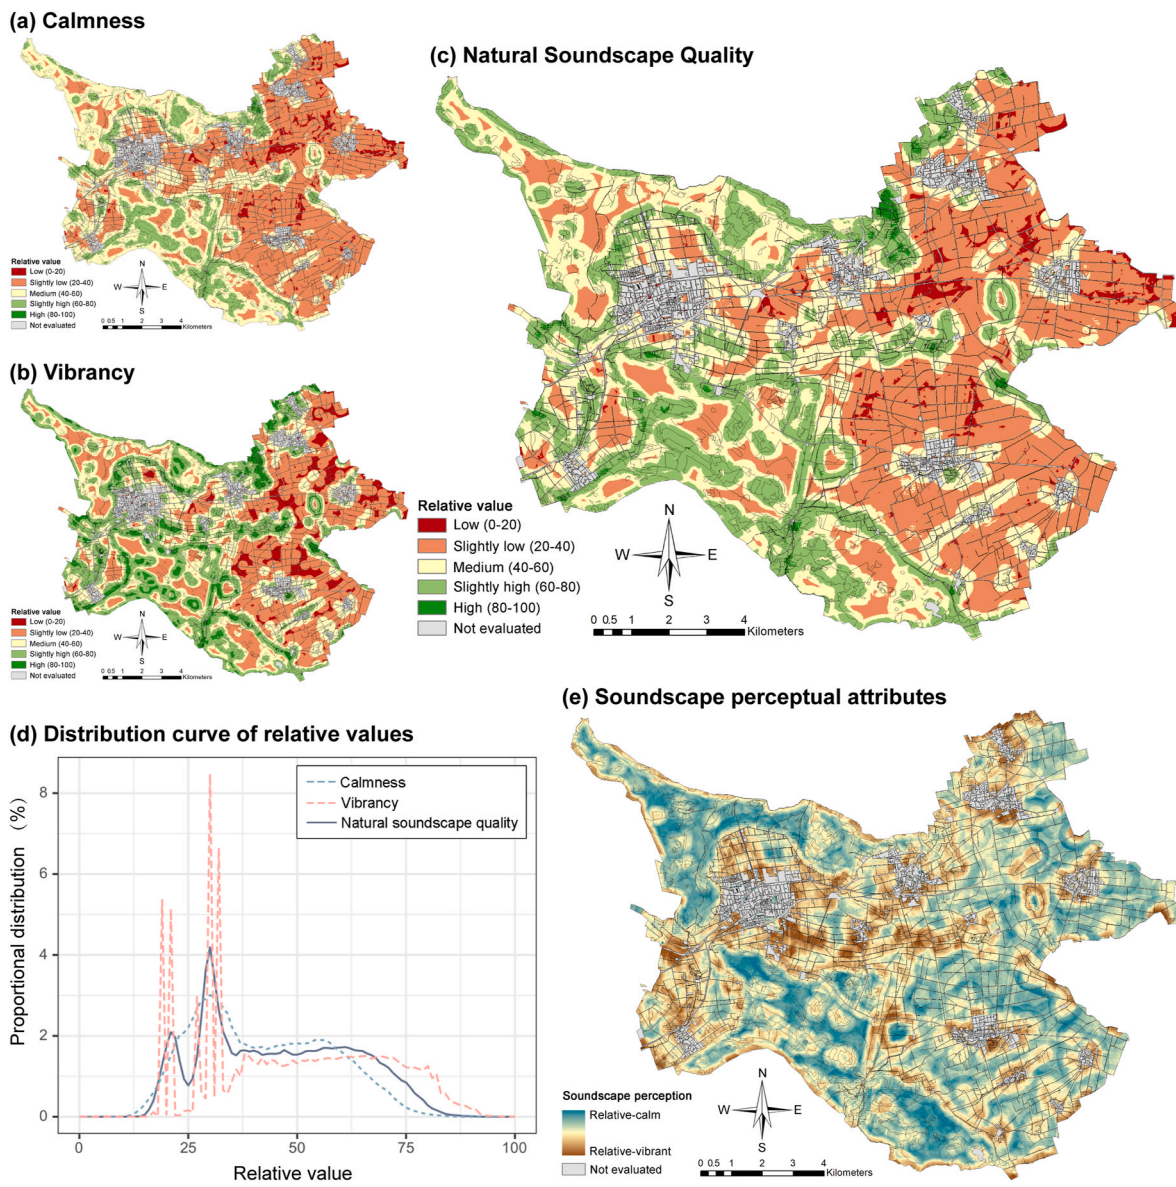 (a) Calmness
Relative value
Low (0-20)
Slightly low (20-40)
Medium (40-60)
Slightly high (60-80)
High (80-100)
Not evaluated
N
W E
S
0 0.5 1 2 3 4
Kilometers
(b) Vibrancy
Relative value
Low (0-20)
Slightly low (20-40)
Medium (40-60)
Slightly high (60-80)
High (80-100)
Not evaluated
N
W E
S
0 0.5 1 2 3 4
Kilometers
(c) Natural Soundscape Quality
Relative value
Low (0-20)
Slightly low (20-40)
Medium (40-60)
Slightly high (60-80)
High (80-100)
Not evaluated
N
W E
S
0 0.5 1 2 3 4
Kilometers
(d) Distribution curve of relative values
Calmness
Vibrancy
Natural soundscape quality
Proportional distribution (%)
8
6
4
2
0
0 25 50 75 100
Relative value
(e) Soundscape perceptual attributes
Soundscape perception
Relative-calm
Relative-vibrant
Not evaluated
N
W E
S
0 0.5 1 2 3 4
Kilometers